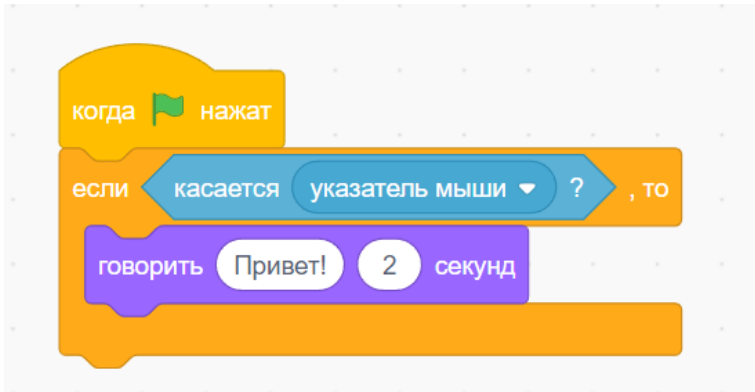 когда нажат
если касается указатель мыши ? , то
говорить Привет! 2 секунд